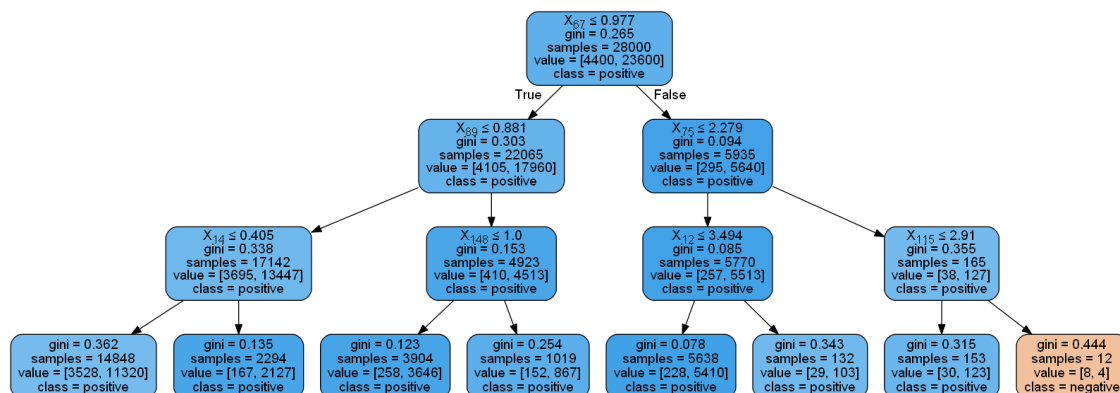 X67 ≤ 0.977
gini = 0.265
samples = 28000
value = [4400, 23600]
class = positive
True
False
X89 ≤ 0.881
gini = 0.303
samples = 22065
value = [4105, 17960]
class = positive
X75 ≤ 2.279
gini = 0.094
samples = 5935
value = [295, 5640]
class = positive
X14 ≤ 0.405
gini = 0.338
samples = 17142
value = [3695, 13447]
class = positive
X148 ≤ 1.0
gini = 0.153
samples = 4923
value = [410, 4513]
class = positive
X12 ≤ 3.494
gini = 0.085
samples = 5770
value = [257, 5513]
class = positive
X115 ≤ 2.91
gini = 0.355
samples = 165
value = [38, 127]
class = positive
gini = 0.362
samples = 14848
value = [3528, 11320]
class = positive
gini = 0.135
samples = 2294
value = [167, 2127]
class = positive
gini = 0.123
samples = 3904
value = [258, 3646]
class = positive
gini = 0.254
samples = 1019
value = [152, 867]
class = positive
gini = 0.078
samples = 5638
value = [228, 5410]
class = positive
gini = 0.343
samples = 132
value = [29, 103]
class = positive
gini = 0.315
samples = 153
value = [30, 123]
class = positive
gini = 0.444
samples = 12
value = [8, 4]
class = negative